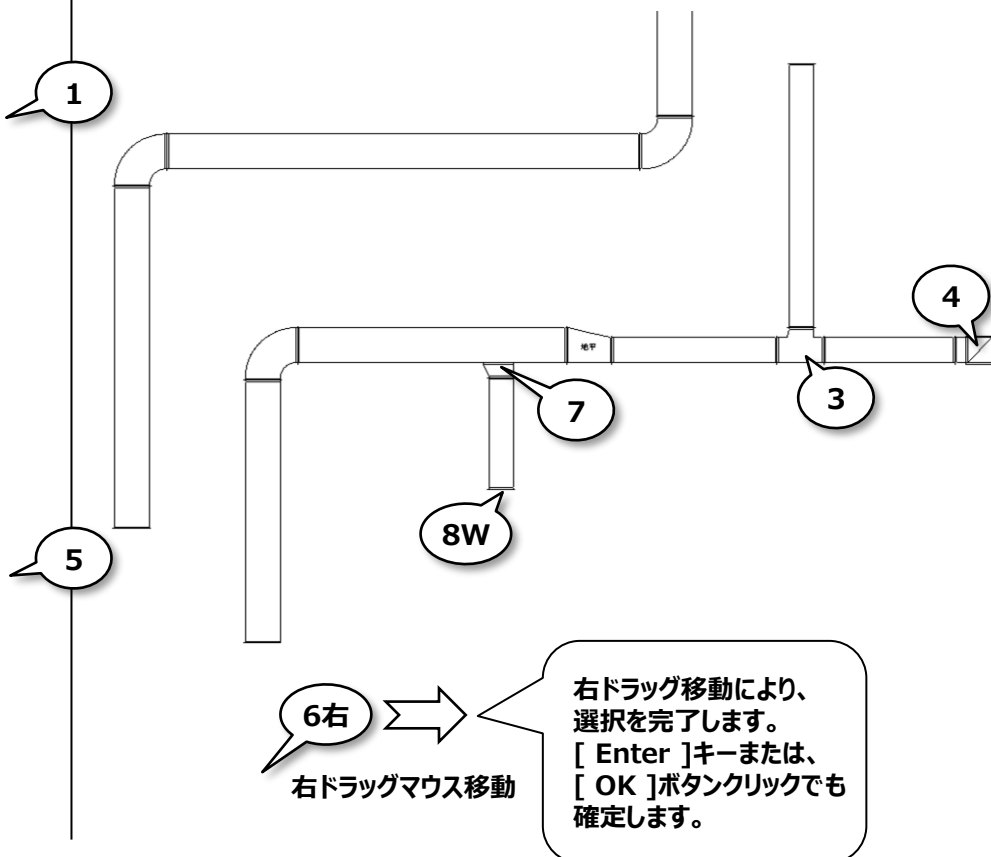 1
4
地平
7
3
8W
5
6右
右ドラッグマウス移動
右ドラッグ移動により、
選択を完了します。
[ Enter ]キーまたは、
[ OK ]ボタンクリックでも
確定します。